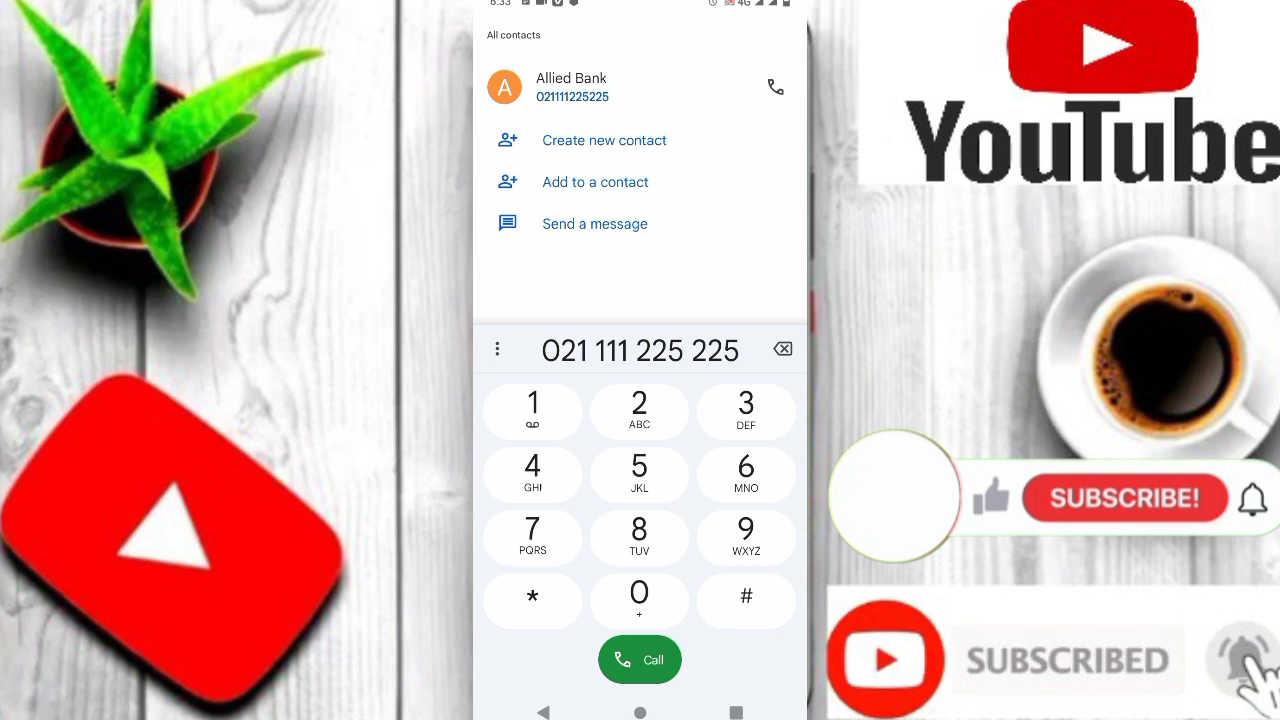 6:33
4G
All contacts
A
Allied Bank
021111225225
Create new contact
Add to a contact
Send a message
021 111 225 225
1
2
ABC
3
DEF
4
GHI
5
JKL
6
MNO
7
PQRS
8
TUV
9
WXYZ
*
0
+
#
Call
YouTube
SUBSCRIBE!
SUBSCRIBED